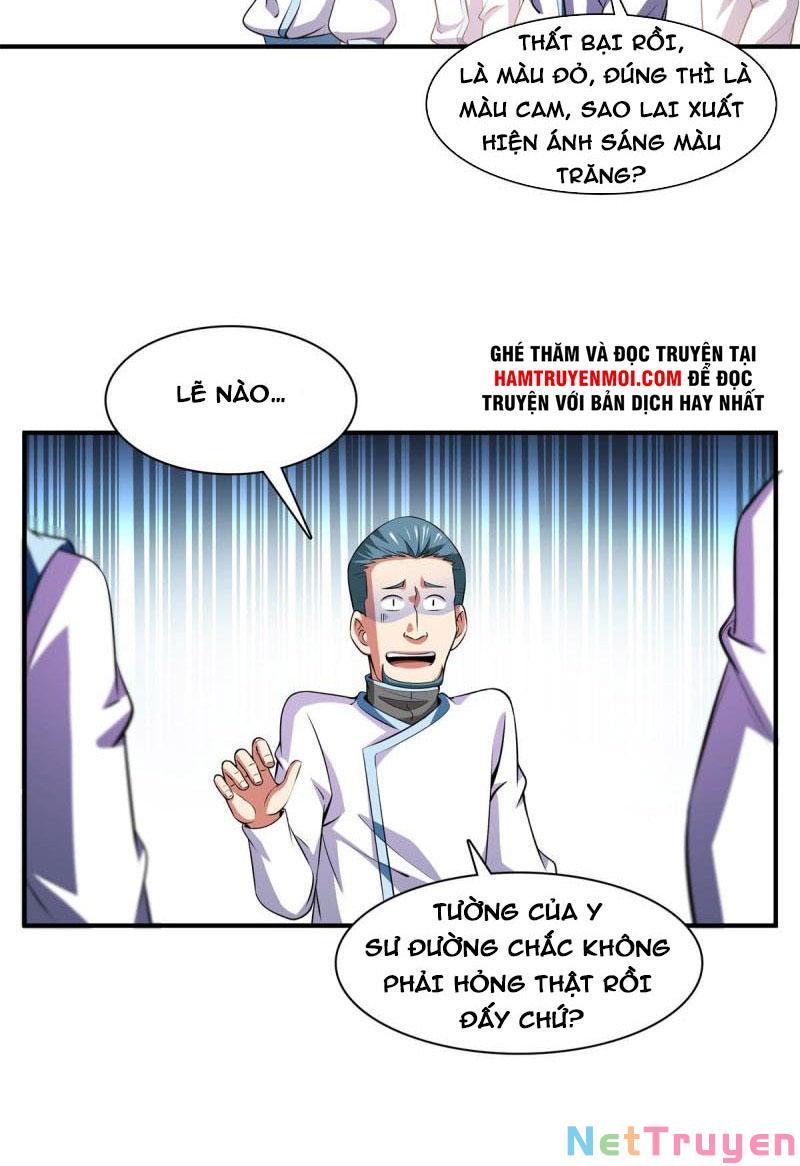 THẤT BẠI RỒI,
LÀ MÀU ĐỎ, ĐÚNG THÌ LÀ
MÀU CAM, SAO LAI XUẤT
HIỆN ÁNH SÁNG MÀU
TRĂNG?
LẼ NÀO...
GHÉ THĂM VÀ ĐỌC TRUYỆN TẠI
HAMTRUYENMOI.COM ĐỂ ĐỌC
TRUYỆN VỚI BẢN DỊCH HAY NHẤT
TƯỜNG CỦA Y
SƯ ĐƯỜNG CHẮC KHÔNG
PHẢI HỎNG THẬT RỒI
ĐẤY CHỨ?
NetTruyen